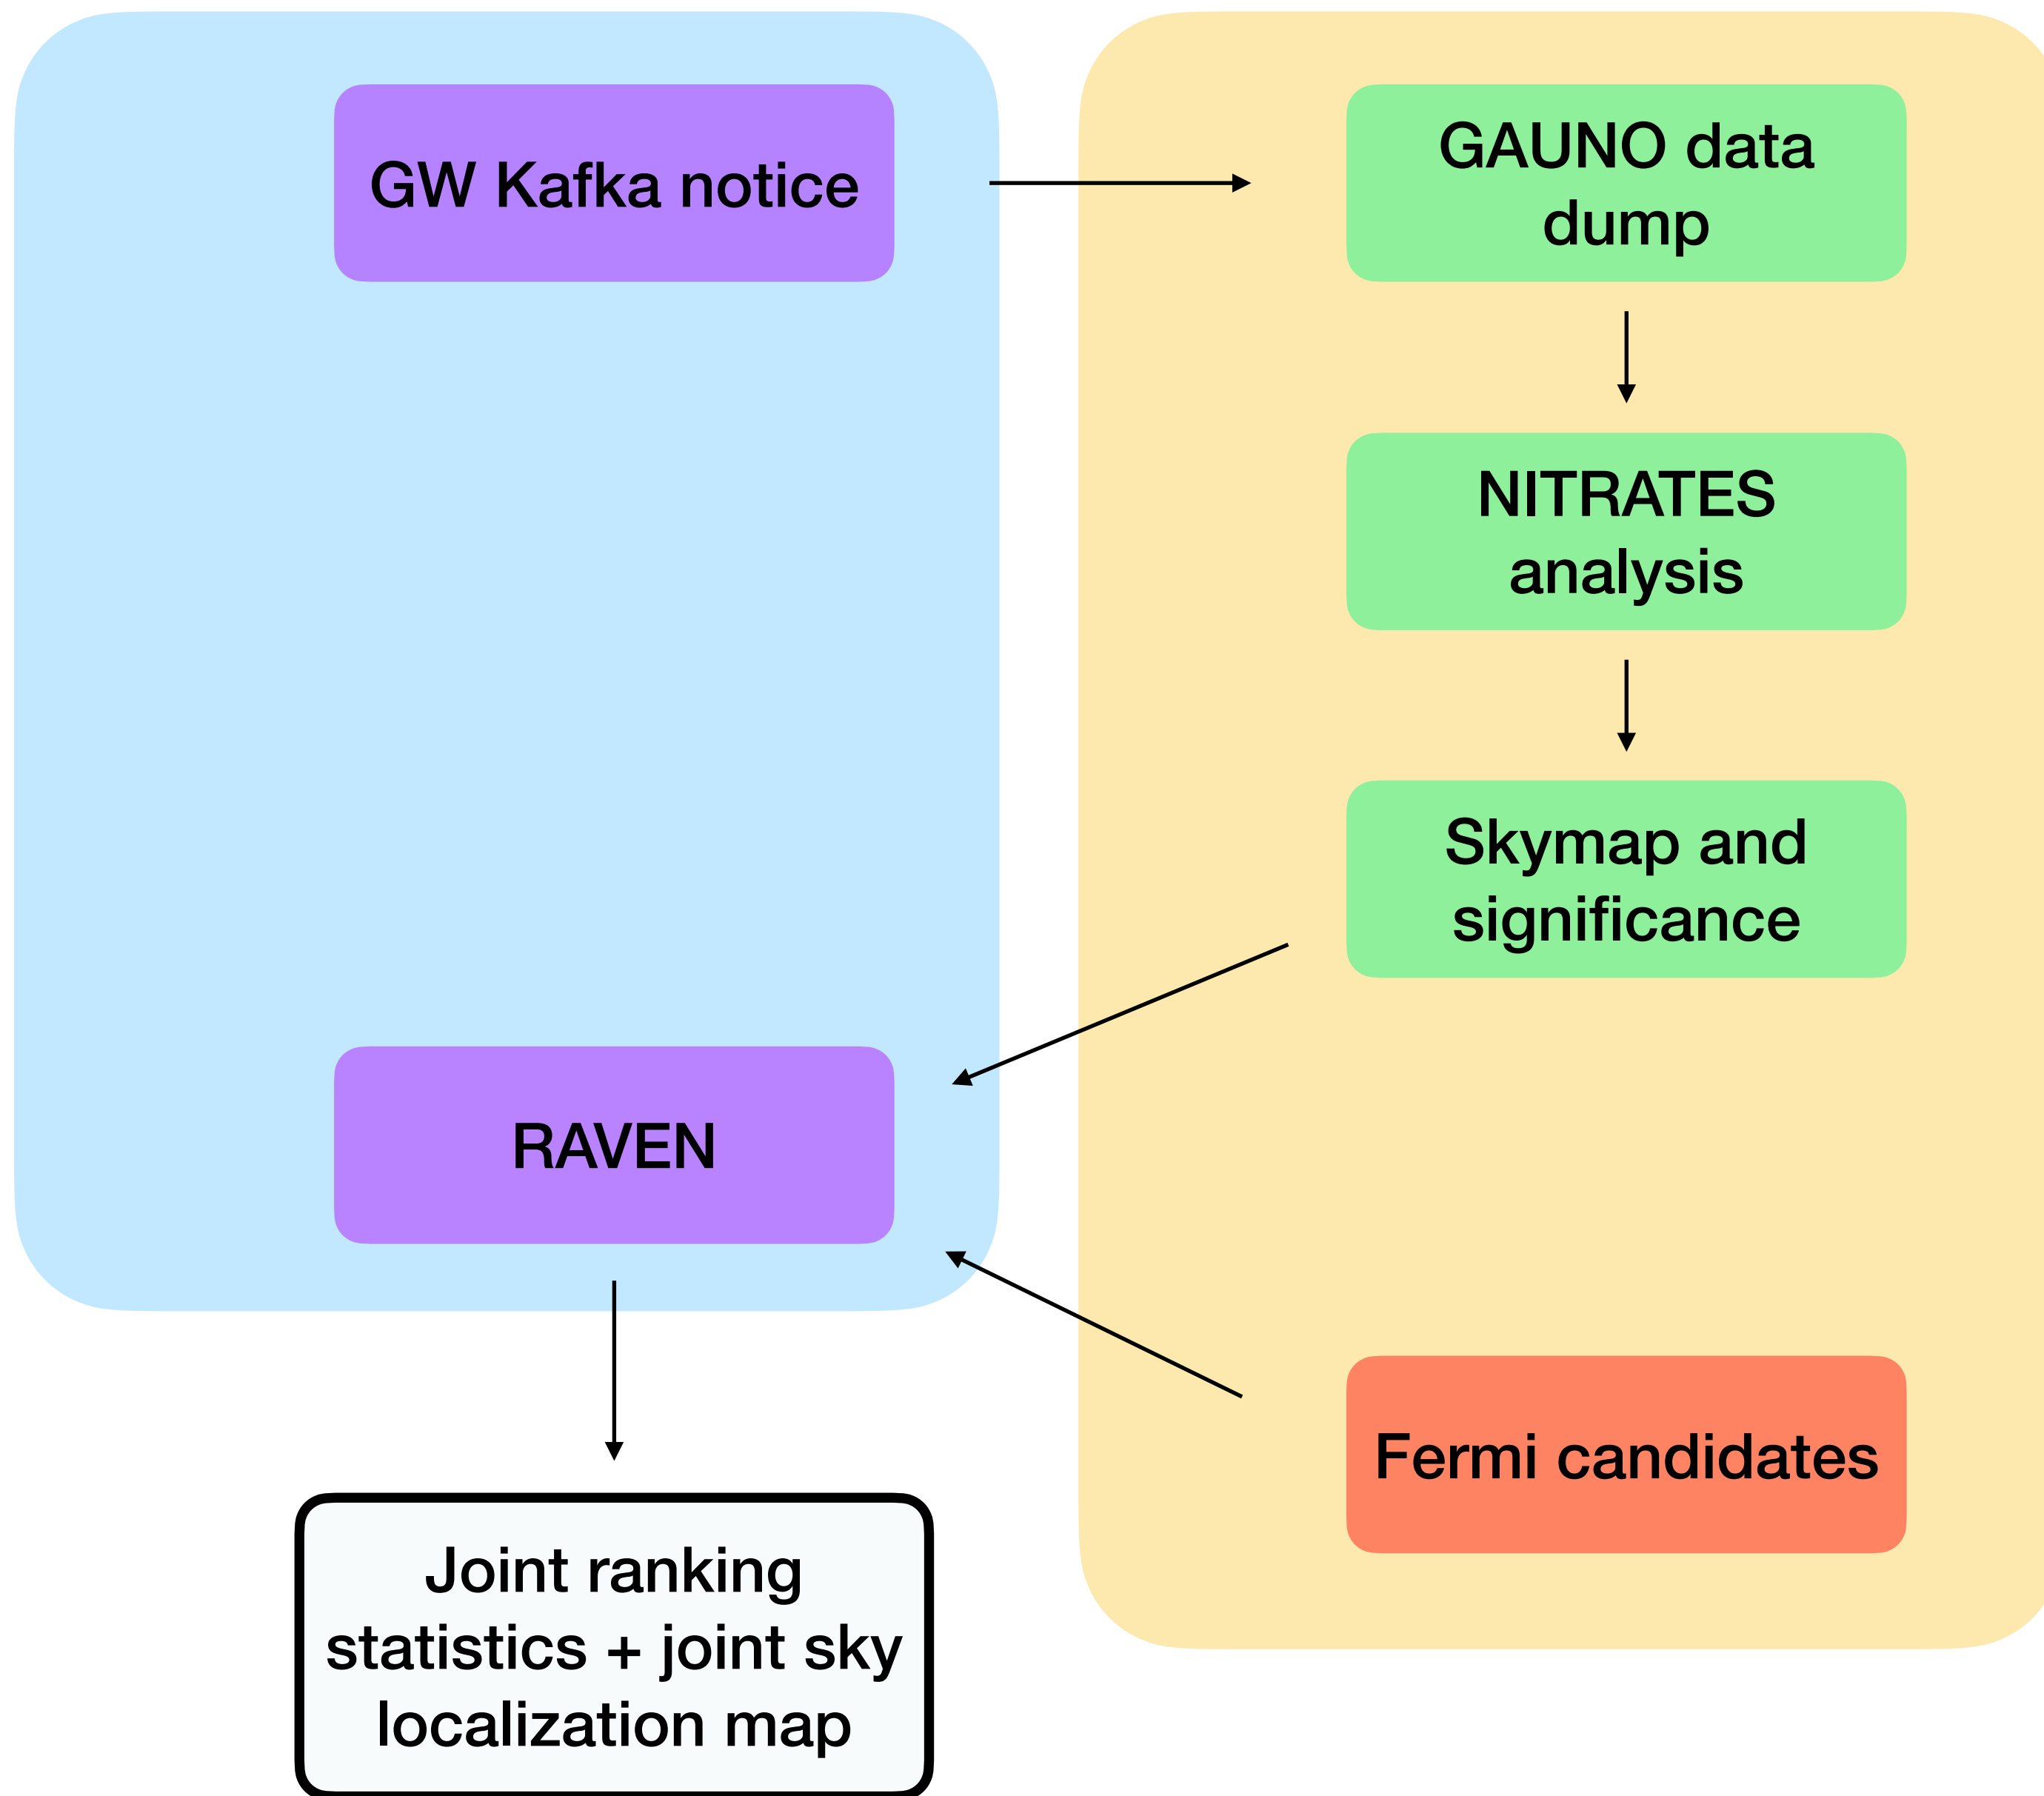 GW Kafka notice
GAUNO data
dump
NITRATES
analysis
Skymap and
significance
RAVEN
Fermi candidates
Joint ranking
statistics + joint sky
localization map